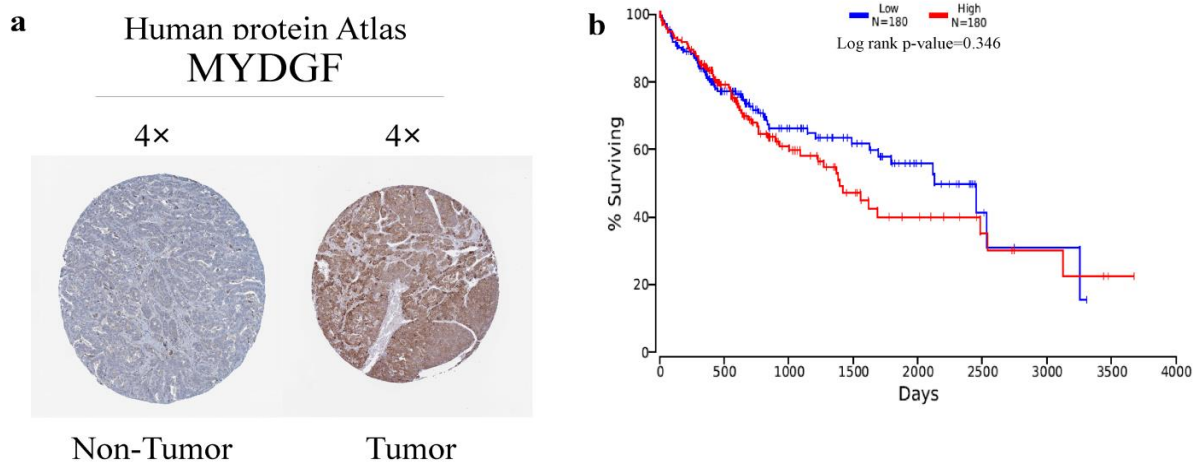 a
Human protein Atlas
MYDGF
4× 4×
Non-Tumor Tumor
b
Low High
N=180 N=180
Log rank p-value=0.346
% Surviving
100
80
60
40
20
0
0 500 1000 1500 2000 2500 3000 3500 4000
Days